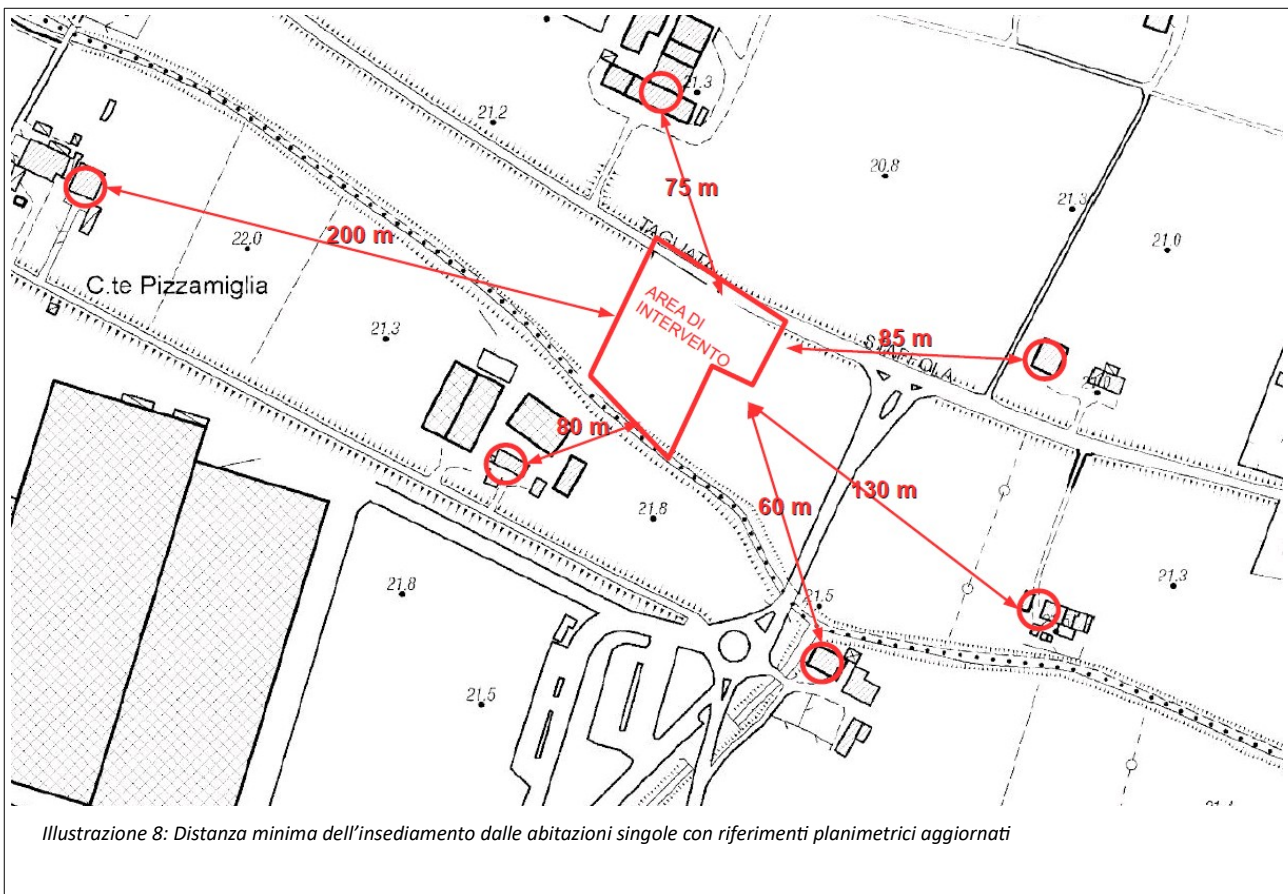 21.3
21.2
75 m
20.8
21.3
21.0
200 m
22.0
TAGLIATA
C.te Pizzamiglia
AREA DI
INTERVENTO
21.3
85 m
80 m
130 m
60 m
21.8
21.8
21.5
21.3
21.5
Illustrazione 8: Distanza minima dell'insediamento dalle abitazioni singole con riferimenti planimetrici aggiornati